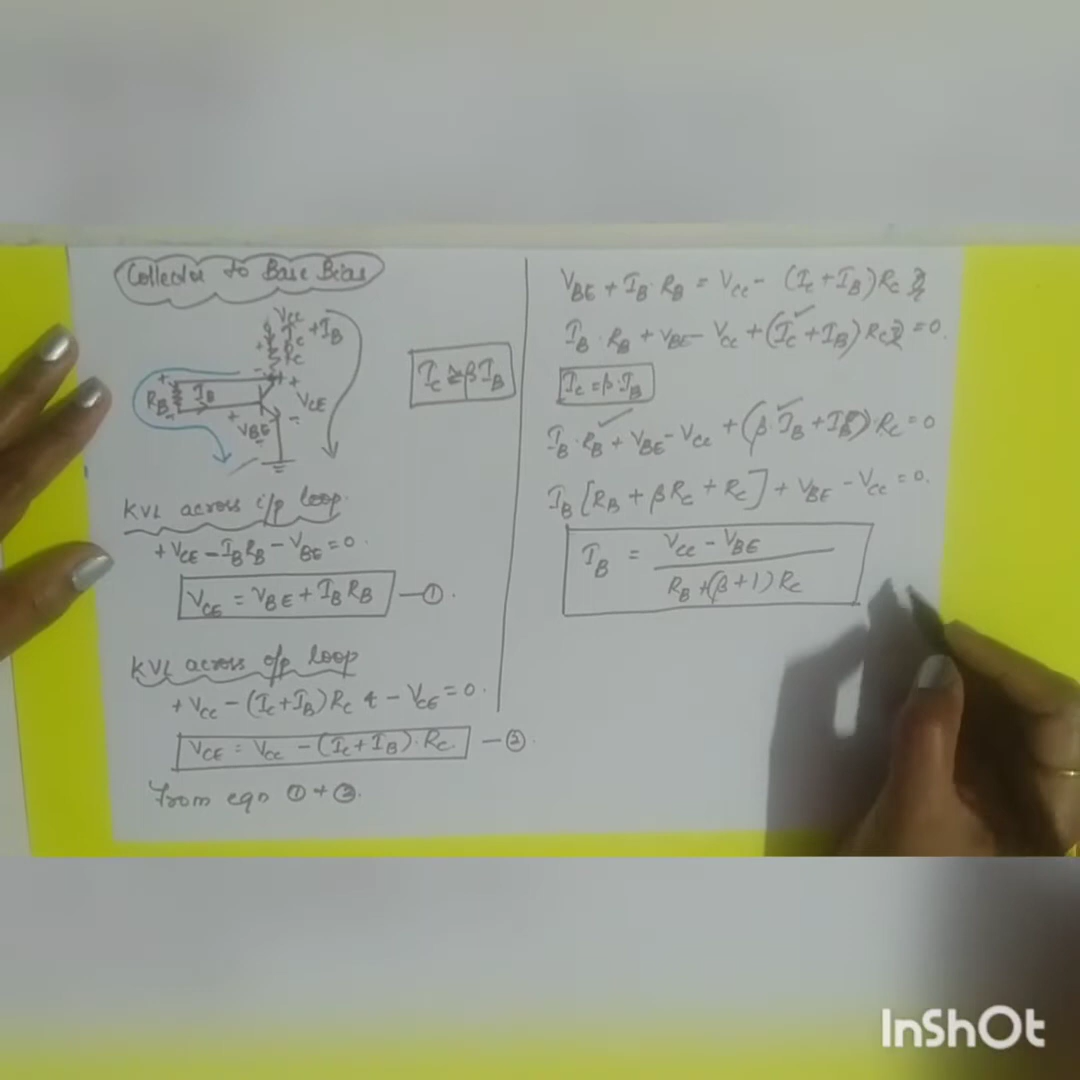 Collector to Base Bias
VCC
IC + IB
RC
RB
IB
VCE
VBE
IC ≅ β IB
KVL across i/p loop.
+ VCE - IB RB - VBE = 0.
VCE = VBE + IB RB — ①.
KVL across o/p loop
+ VCC - (IC + IB) RC - VCE = 0.
VCE = VCC - (IC + IB) · RC. — ②.
From eqn ① + ②.
VBE + IB · RB = VCC - (IC + IB) RC
IB · RB + VBE - VCC + (IC + IB) RC = 0.
IC = β · IB
IB · RB + VBE - VCC + (β · IB + IB) · RC = 0
IB [RB + β RC + RC] + VBE - VCC = 0.
IB = VCC - VBE / RB + (β + 1) RC
InShOt